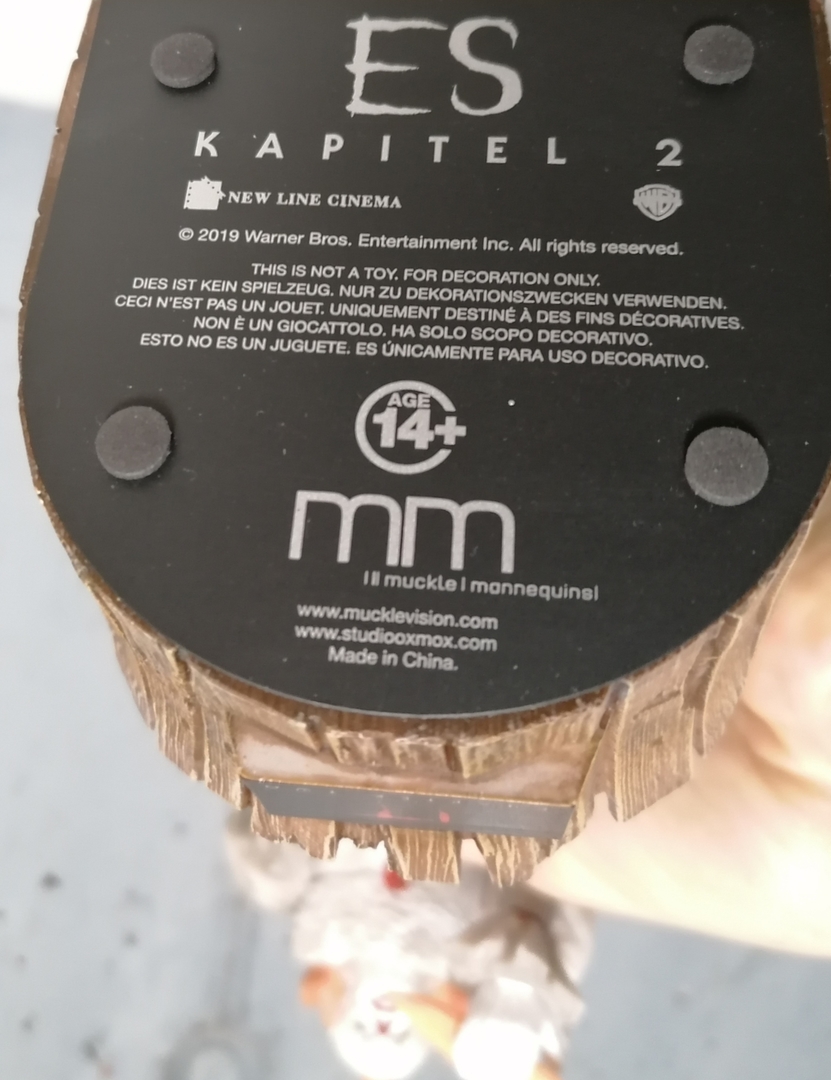 ES
KAPITEL 2
NEW LINE CINEMA
WB
© 2019 Warner Bros. Entertainment Inc. All rights reserved.
THIS IS NOT A TOY. FOR DECORATION ONLY.
DIES IST KEIN SPIELZEUG. NUR ZU DEKORATIONSZWECKEN VERWENDEN.
CECI N'EST PAS UN JOUET. UNIQUEMENT DESTINÉ À DES FINS DÉCORATIVES.
NON È UN GIOCATTOLO. HA SOLO SCOPO DECORATIVO.
ESTO NO ES UN JUGUETE. ES ÚNICAMENTE PARA USO DECORATIVO.
AGE
14+
mm
muckle | mannequins
www.mucklevision.com
www.studiooxmox.com
Made in China.